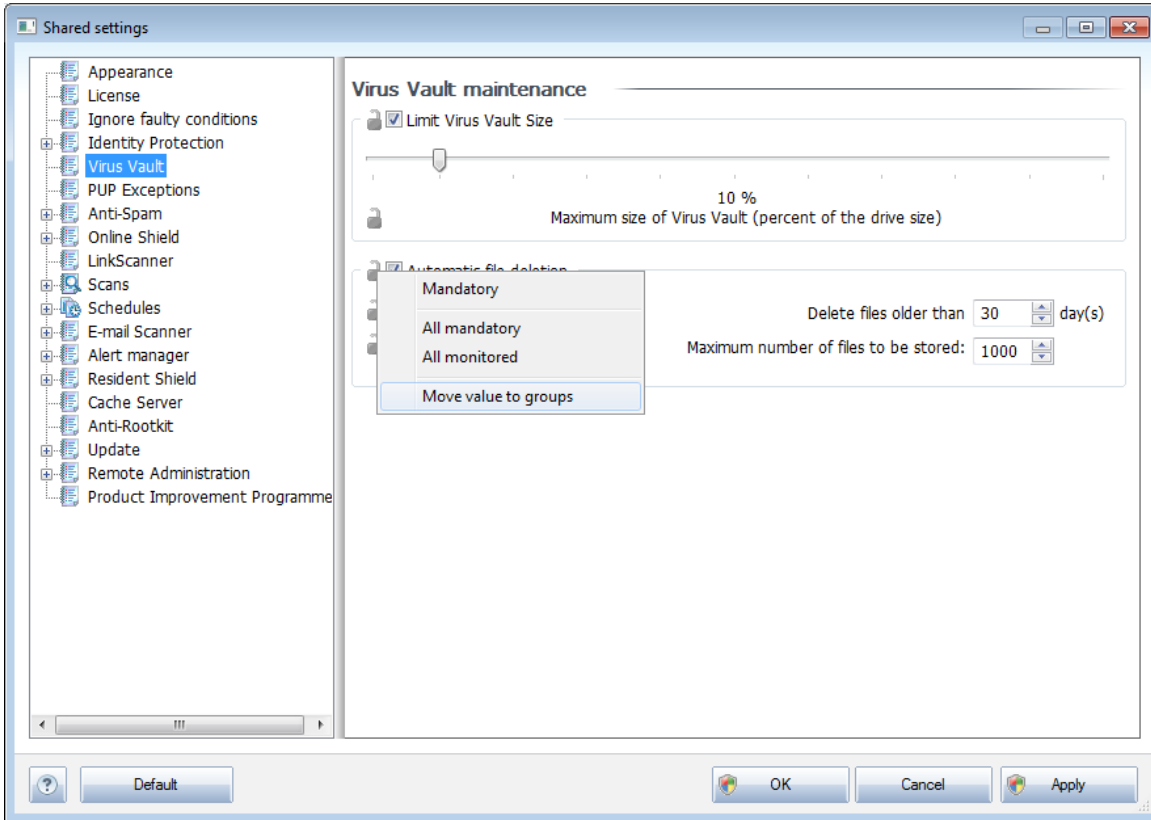 Shared settings
Appearance
License
Ignore faulty conditions
Identity Protection
Virus Vault
PUP Exceptions
Anti-Spam
Online Shield
LinkScanner
Scans
Schedules
E-mail Scanner
Alert manager
Resident Shield
Cache Server
Anti-Rootkit
Update
Remote Administration
Product Improvement Programme
Virus Vault maintenance
Limit Virus Vault Size
10 %
Maximum size of Virus Vault (percent of the drive size)
Automatic file deletion
Mandatory
All mandatory
All monitored
Move value to groups
Delete files older than 30 day(s)
Maximum number of files to be stored: 1000
? Default OK Cancel Apply